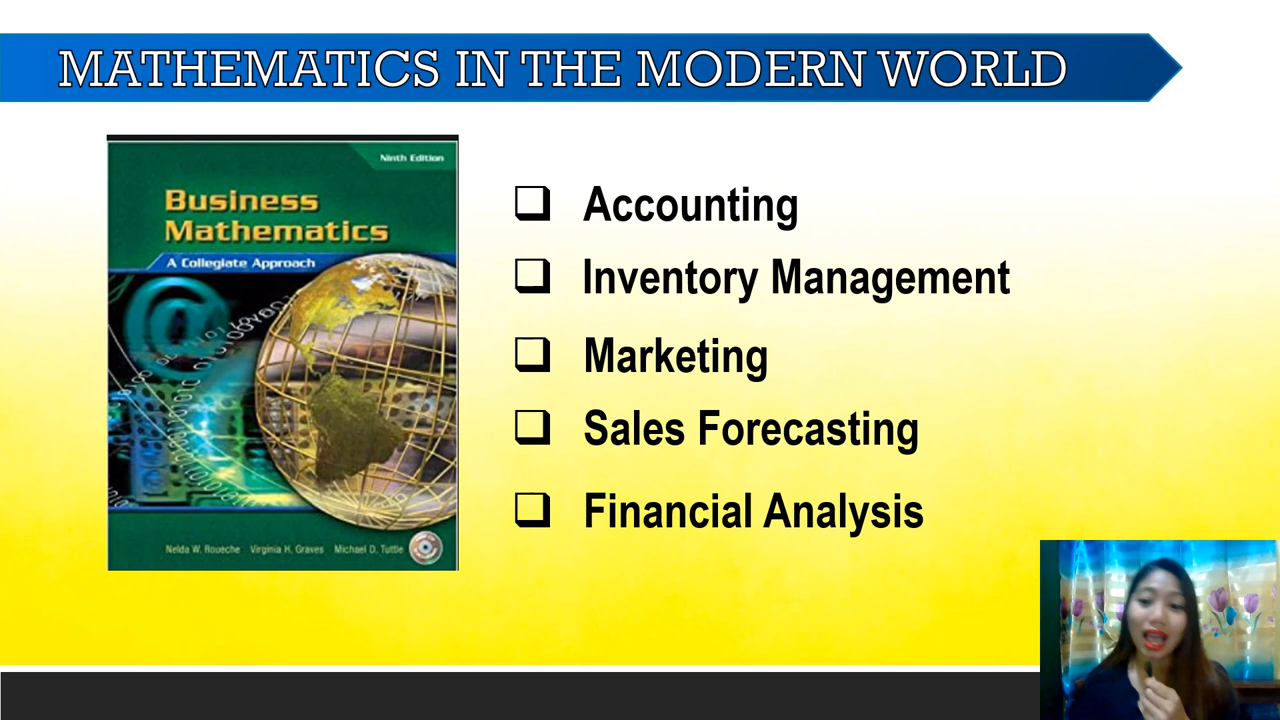 MATHEMATICS IN THE MODERN WORLD
Ninth Edition
Business
Mathematics
A Collegiate Approach
Nelda W. Roueche Virginia H. Graves Michael D. Tuttle
Accounting
Inventory Management
Marketing
Sales Forecasting
Financial Analysis